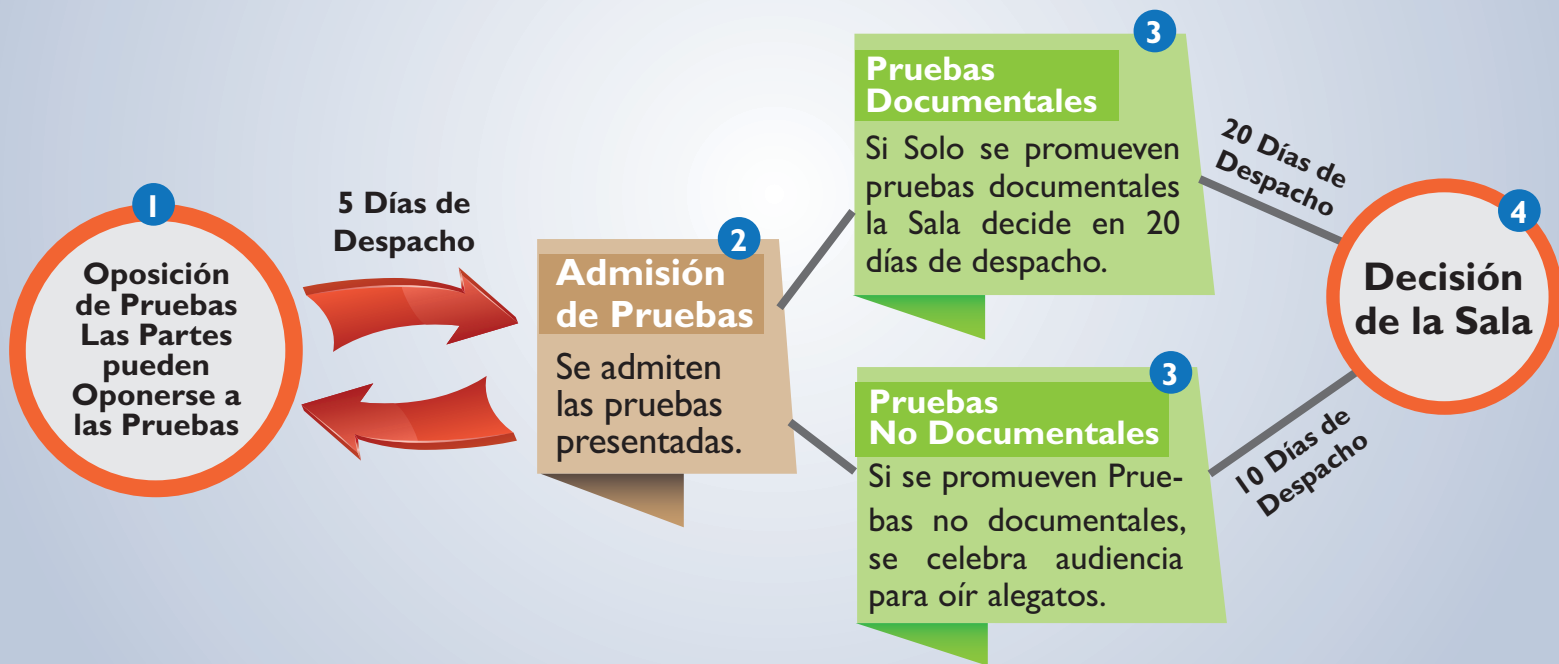 1
Oposición
de Pruebas
Las Partes
pueden
Oponerse a
las Pruebas
5 Días de
Despacho
2
Admisión
de Pruebas
Se admiten
las pruebas
presentadas.
3
Pruebas
Documentales
Si Solo se promueven
pruebas documentales
la Sala decide en 20
días de despacho.
20 Días de
Despacho
3
Pruebas
No Documentales
Si se promueven Prue-
bas no documentales,
se celebra audiencia
para oír alegatos.
10 Días de
Despacho
4
Decisión
de la Sala